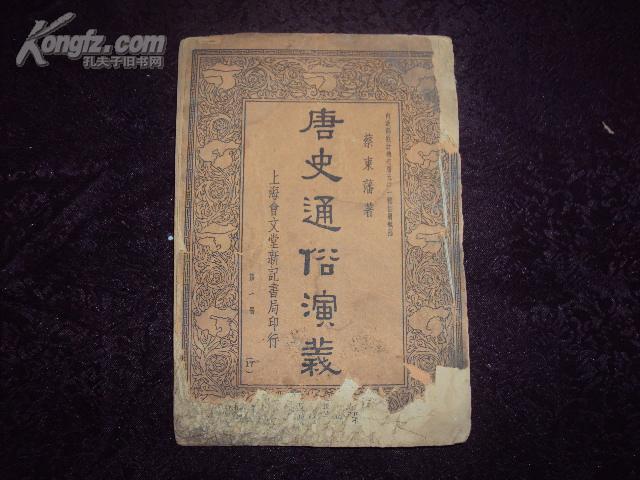 Kongfz.com
孔夫子旧书网
蔡東藩著
唐史通俗演義
上海會文堂新記書局印行
第一冊